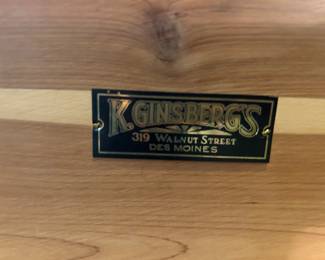 K. GINSBERG'S
319 WALNUT STREET
DES MOINES